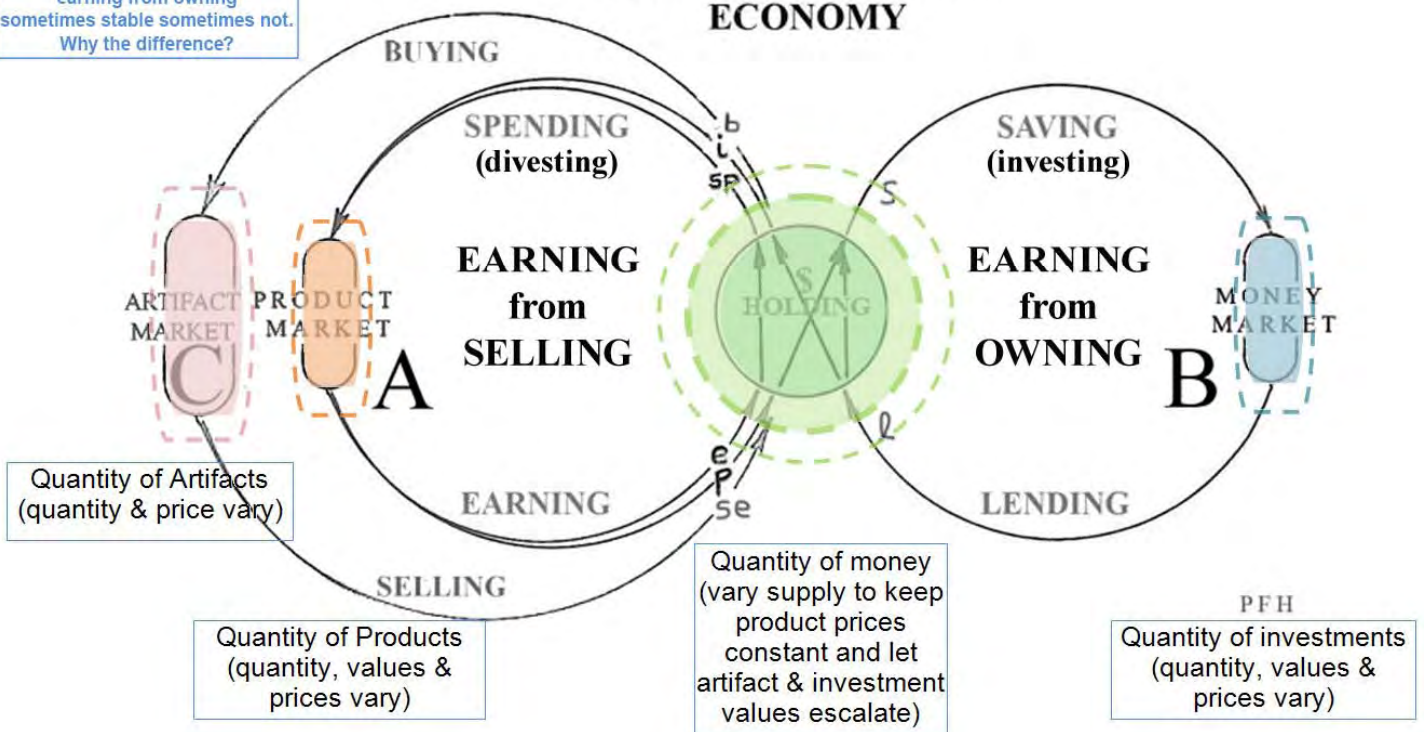 earning from owning
sometimes stable sometimes not.
Why the difference?
ECONOMY
BUYING
SPENDING
(divesting)
b
i
sp
SAVING
(investing)
S
EARNING
from
SELLING
$
HOLDING
EARNING
from
OWNING
ARTIFACT
MARKET
C
PRODUCT
MARKET
A
MONEY
MARKET
B
e
p
se
l
EARNING
LENDING
SELLING
Quantity of Artifacts
(quantity & price vary)
Quantity of Products
(quantity, values &
prices vary)
Quantity of money
(vary supply to keep
product prices
constant and let
artifact & investment
values escalate)
PFH
Quantity of investments
(quantity, values &
prices vary)